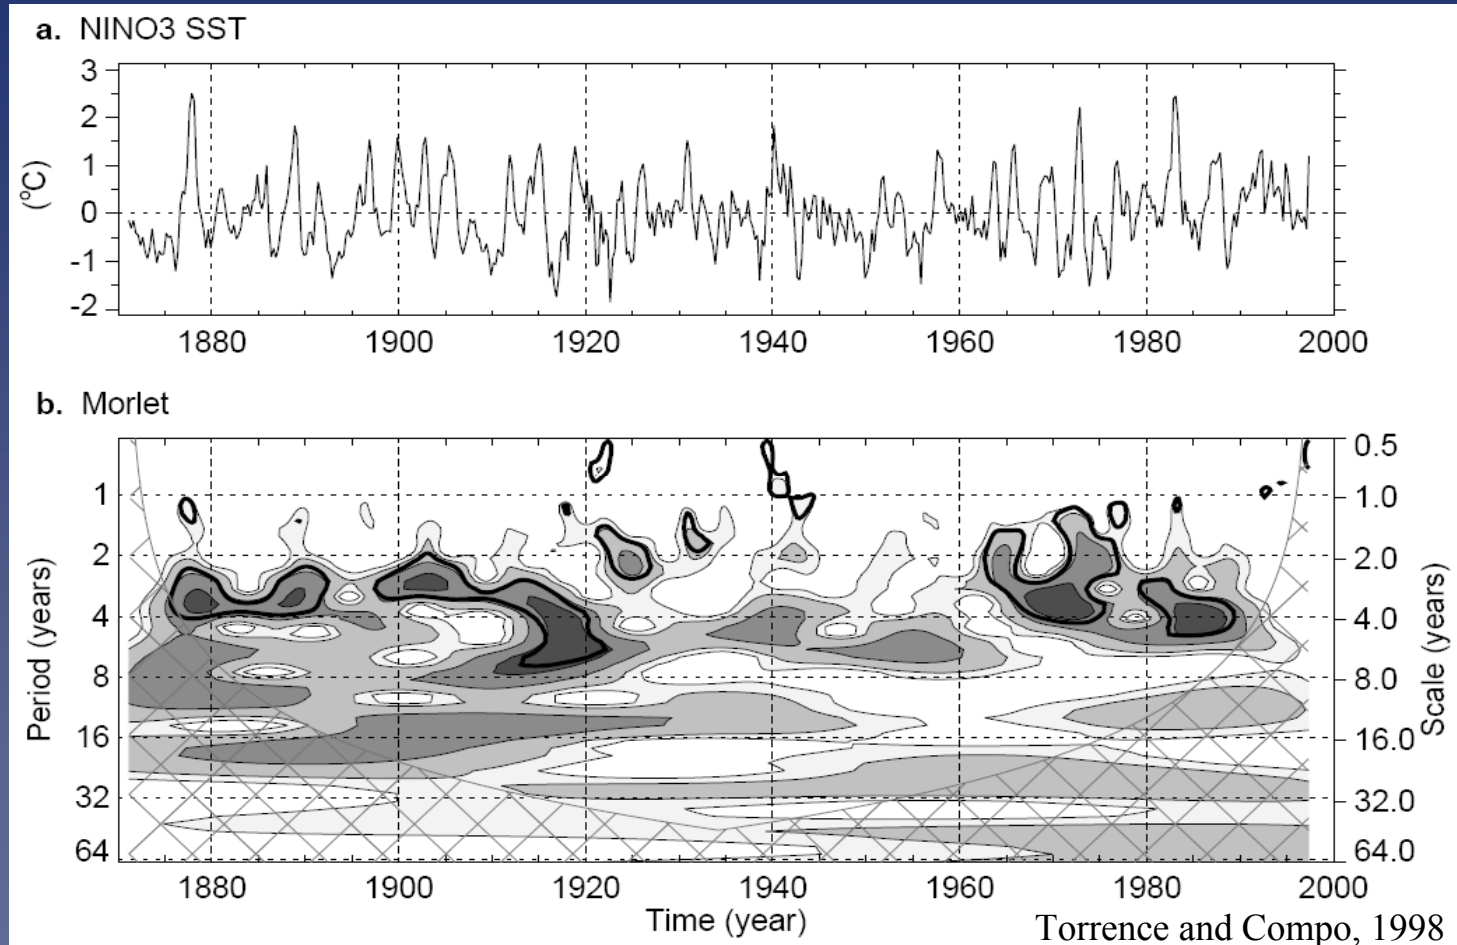 a. NINO3 SST
3
2
1
0
-1
-2
(°C)
1880 1900 1920 1940 1960 1980 2000
b. Morlet
1
2
4
8
16
32
64
Period (years)
0.5
1.0
2.0
4.0
8.0
16.0
32.0
64.0
Scale (years)
1880 1900 1920 1940 1960 1980 2000
Time (year)
Torrence and Compo, 1998